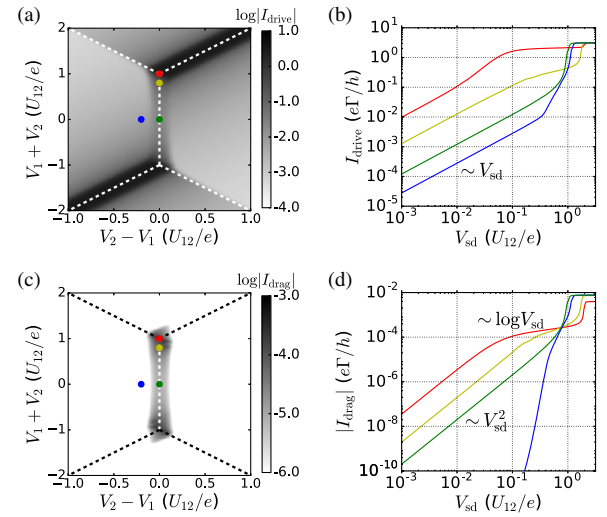 (a)
log|I_drive|
1.0
0.0
−1.0
−2.0
−3.0
−4.0
V_1 + V_2 (U_12/e)
2
1
0
−1
−2
−1.0 −0.5 0.0 0.5 1.0
V_2 − V_1 (U_12/e)
(b)
I_drive (eΓ/h)
10^1
10^0
10^-1
10^-2
10^-3
10^-4
10^-5
∼ V_sd
10^-3 10^-2 10^-1 10^0
V_sd (U_12/e)
(c)
log|I_drag|
−3.0
−4.0
−5.0
−6.0
V_1 + V_2 (U_12/e)
2
1
0
−1
−2
−1.0 −0.5 0.0 0.5 1.0
V_2 − V_1 (U_12/e)
(d)
|I_drag| (eΓ/h)
10^-2
10^-4
10^-6
10^-8
10^-10
∼ logV_sd
∼ V_sd^2
10^-3 10^-2 10^-1 10^0
V_sd (U_12/e)